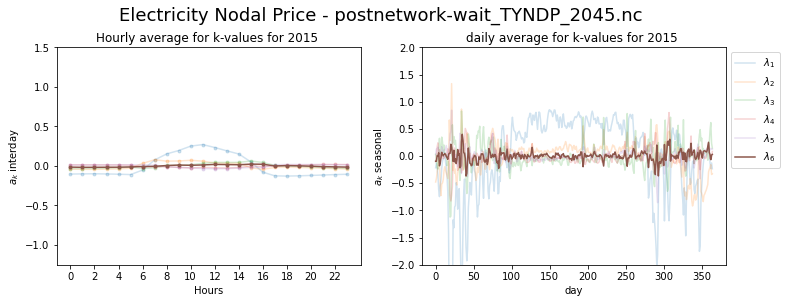 Electricity Nodal Price - postnetwork-wait_TYNDP_2045.nc
Hourly average for k-values for 2015
1.5
1.0
0.5
0.0
−0.5
−1.0
a_k interday
0 2 4 6 8 10 12 14 16 18 20 22
Hours
daily average for k-values for 2015
2.0
1.5
1.0
0.5
0.0
−0.5
−1.0
−1.5
−2.0
a_k seasonal
0 50 100 150 200 250 300 350
day
λ₁
λ₂
λ₃
λ₄
λ₅
λ₆